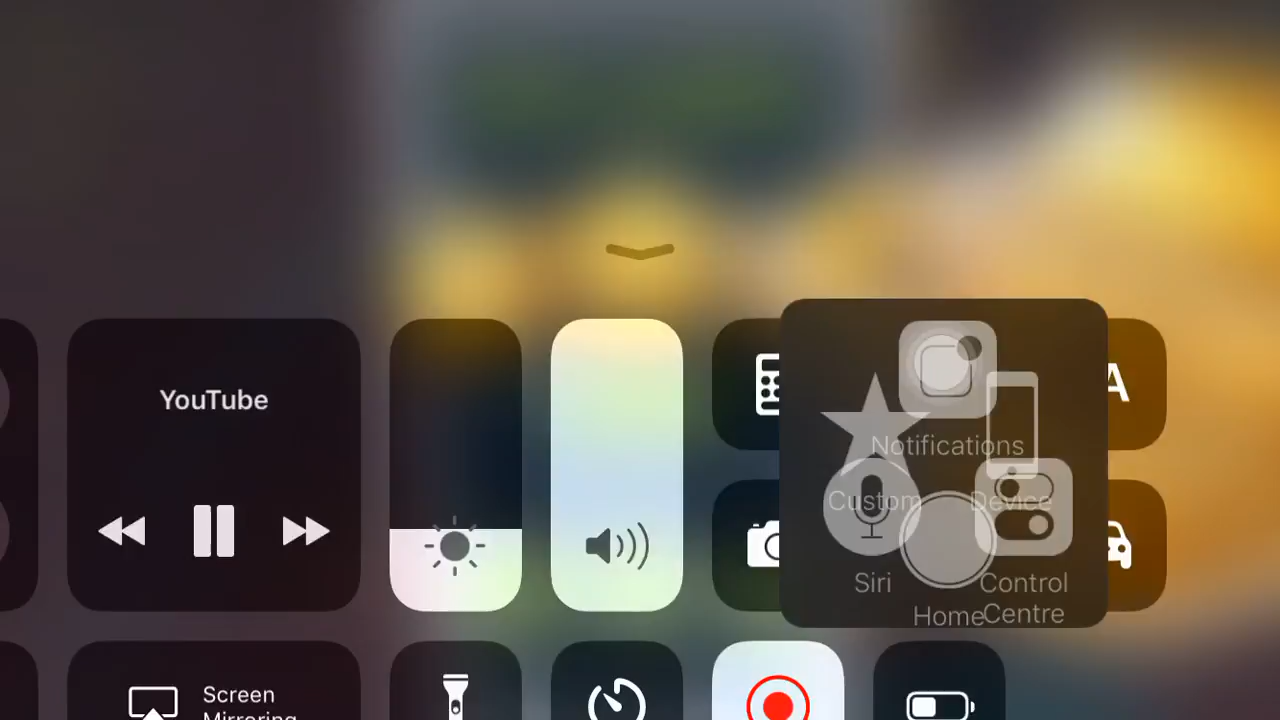 YouTube
A
Notifications
Custom
Device
Siri
Control
Centre
Home
Screen
Mirroring